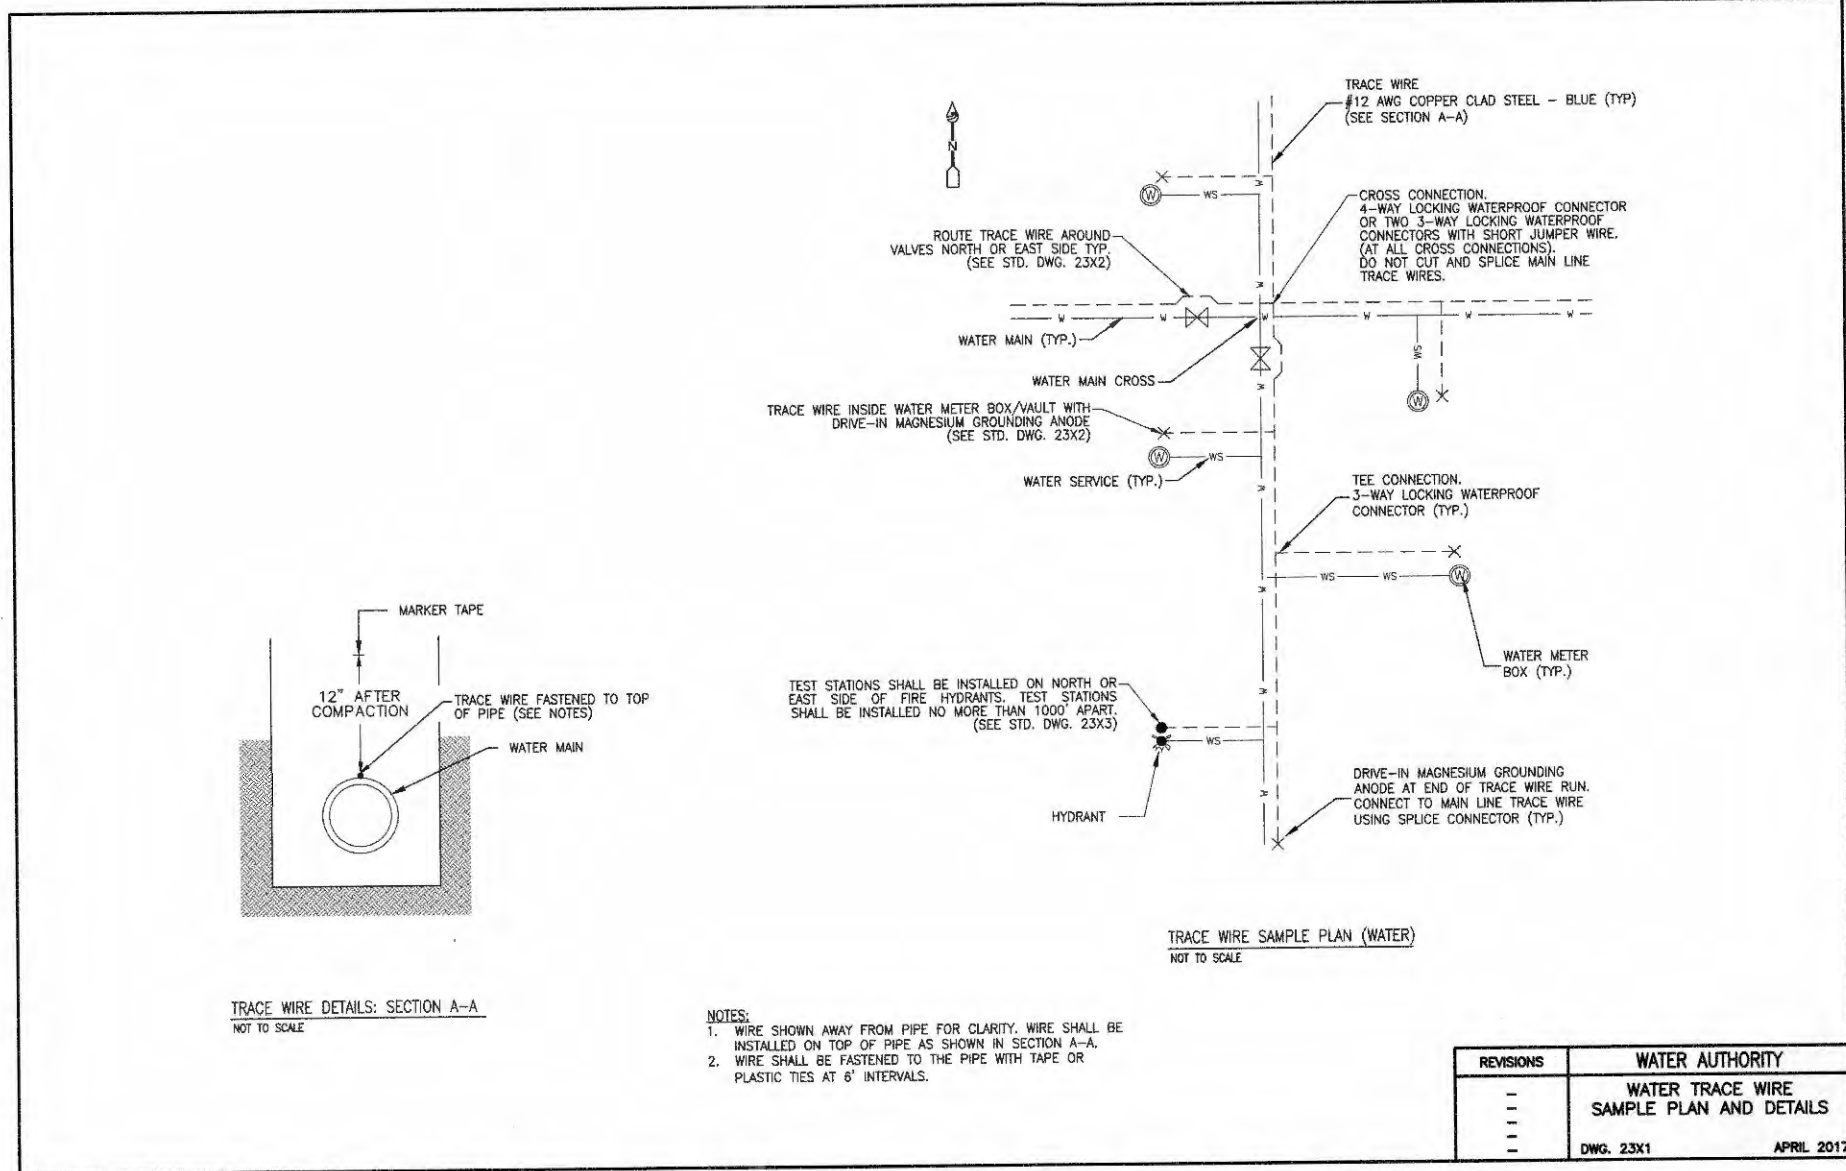 TRACE WIRE
#12 AWG COPPER CLAD STEEL – BLUE (TYP)
(SEE SECTION A–A)
N
CROSS CONNECTION.
4–WAY LOCKING WATERPROOF CONNECTOR
OR TWO 3–WAY LOCKING WATERPROOF
CONNECTORS WITH SHORT JUMPER WIRE.
(AT ALL CROSS CONNECTIONS).
DO NOT CUT AND SPLICE MAIN LINE
TRACE WIRES.
W
W
WS
ROUTE TRACE WIRE AROUND
VALVES NORTH OR EAST SIDE TYP.
(SEE STD. DWG. 23X2)
W
W
W
W
W
W
W
WATER MAIN (TYP.)
WS
W
WATER MAIN CROSS
W
TRACE WIRE INSIDE WATER METER BOX/VAULT WITH
DRIVE–IN MAGNESIUM GROUNDING ANODE
(SEE STD. DWG. 23X2)
W
WS
WATER SERVICE (TYP.)
W
TEE CONNECTION.
3–WAY LOCKING WATERPROOF
CONNECTOR (TYP.)
WS
WS
W
W
WATER METER
BOX (TYP.)
MARKER TAPE
12" AFTER
COMPACTION
TRACE WIRE FASTENED TO TOP
OF PIPE (SEE NOTES)
WATER MAIN
TEST STATIONS SHALL BE INSTALLED ON NORTH OR
EAST SIDE OF FIRE HYDRANTS. TEST STATIONS
SHALL BE INSTALLED NO MORE THAN 1000' APART.
(SEE STD. DWG. 23X3)
W
WS
HYDRANT
W
DRIVE–IN MAGNESIUM GROUNDING
ANODE AT END OF TRACE WIRE RUN.
CONNECT TO MAIN LINE TRACE WIRE
USING SPLICE CONNECTOR (TYP.)
TRACE WIRE SAMPLE PLAN (WATER)
NOT TO SCALE
TRACE WIRE DETAILS: SECTION A–A
NOT TO SCALE
NOTES:
1. WIRE SHOWN AWAY FROM PIPE FOR CLARITY. WIRE SHALL BE
INSTALLED ON TOP OF PIPE AS SHOWN IN SECTION A–A.
2. WIRE SHALL BE FASTENED TO THE PIPE WITH TAPE OR
PLASTIC TIES AT 6' INTERVALS.
REVISIONS
–
–
–
–
–
WATER AUTHORITY
WATER TRACE WIRE
SAMPLE PLAN AND DETAILS
DWG. 23X1 APRIL 2017